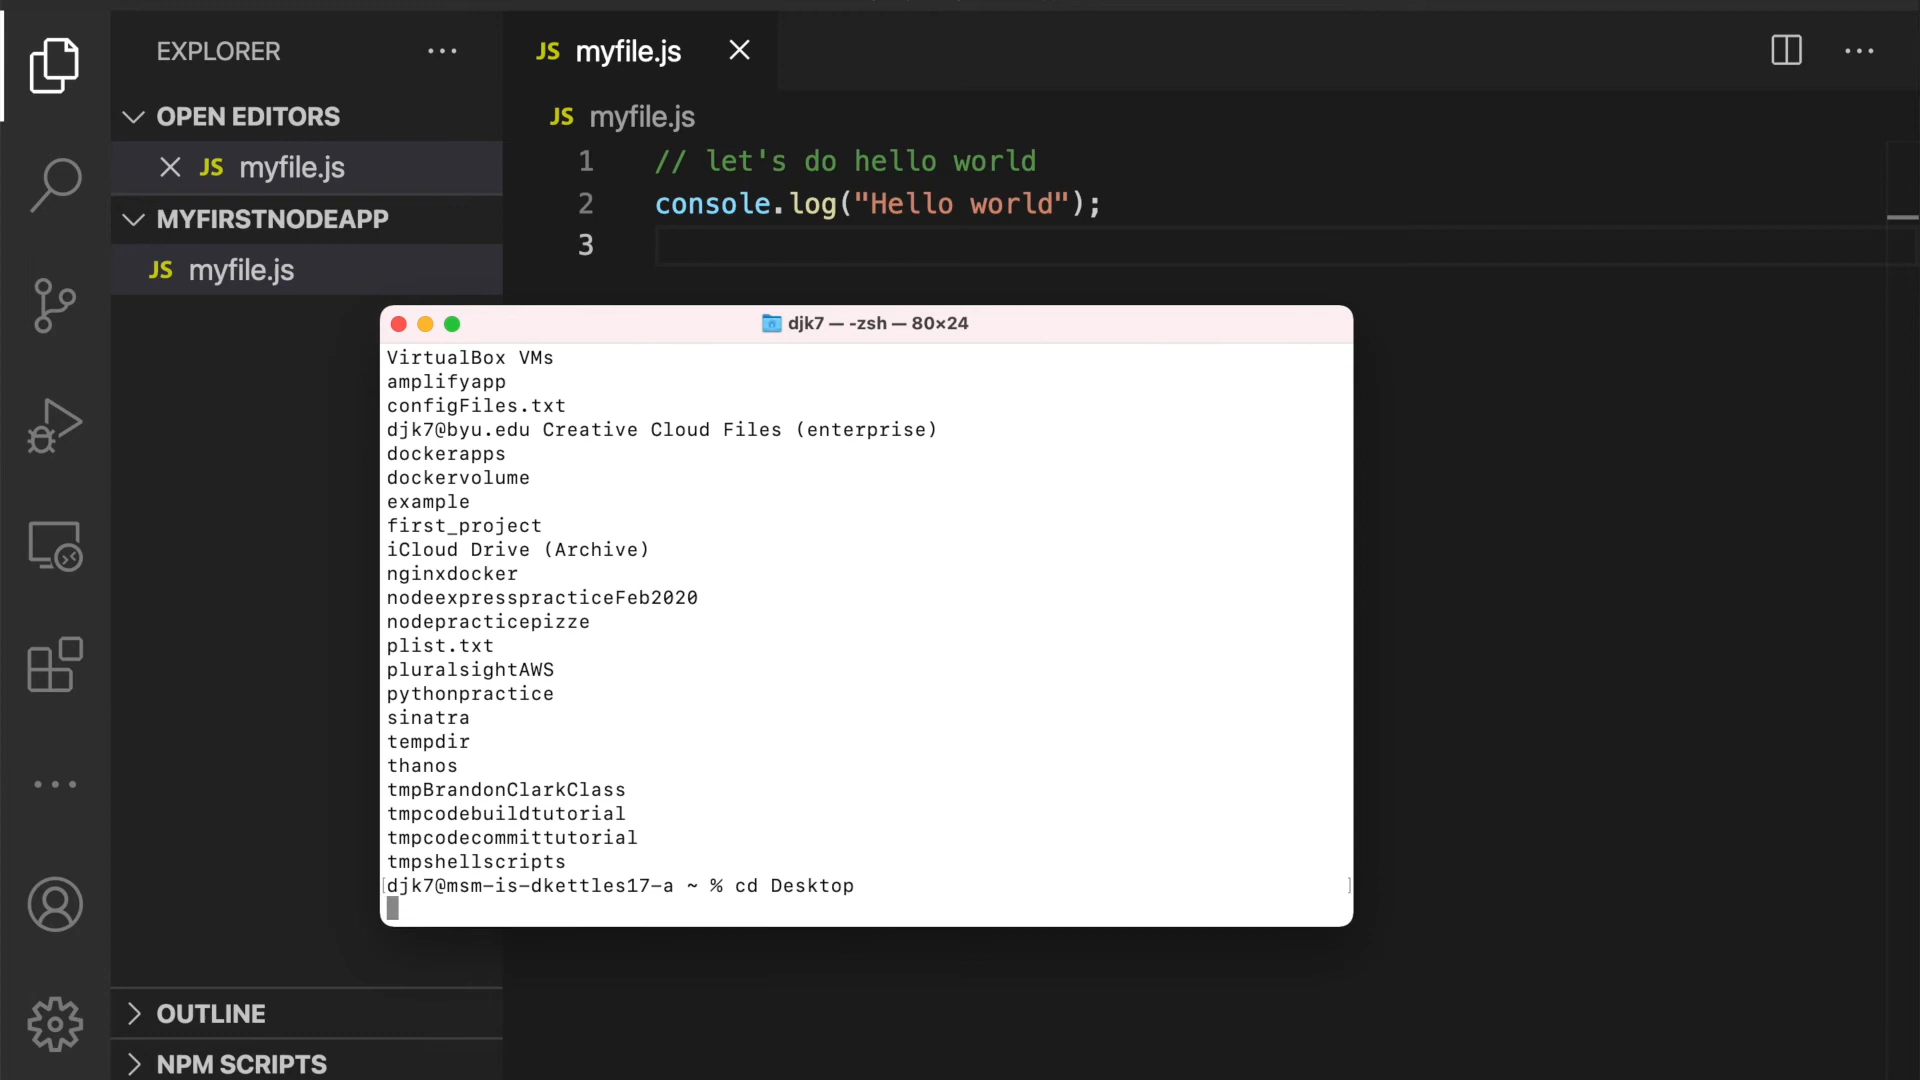 EXPLORER
JS myfile.js
OPEN EDITORS
JS myfile.js
MYFIRSTNODEAPP
JS myfile.js
OUTLINE
NPM SCRIPTS
JS myfile.js
1 // let's do hello world
2 console.log("Hello world");
3
djk7 — -zsh — 80×24
VirtualBox VMs
amplifyapp
configFiles.txt
djk7@byu.edu Creative Cloud Files (enterprise)
dockerapps
dockervolume
example
first_project
iCloud Drive (Archive)
nginxdocker
nodeexpresspracticeFeb2020
nodepracticepizze
plist.txt
pluralsightAWS
pythonpractice
sinatra
tempdir
thanos
tmpBrandonClarkClass
tmpcodebuildtutorial
tmpcodecommittutorial
tmpshellscripts
[djk7@msm-is-dkettles17-a ~ % cd Desktop ]